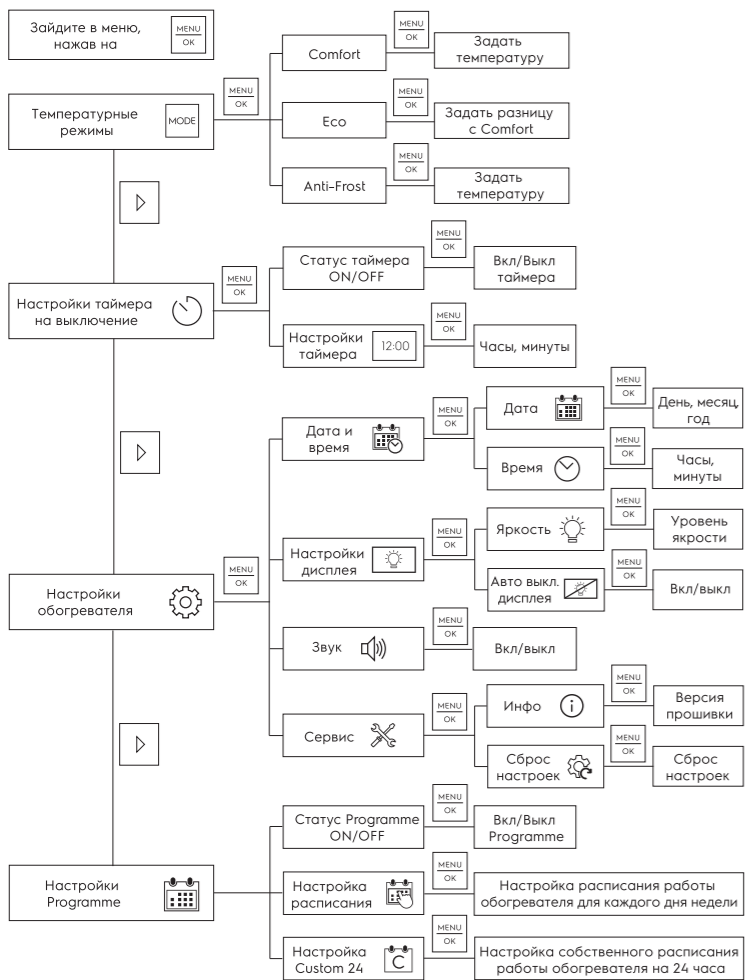 Зайдите в меню,
нажав на
MENU
OK
Температурные
режимы
MODE
MENU
OK
Comfort
MENU
OK
Задать
температуру
Eco
MENU
OK
Задать разницу
с Comfort
Anti-Frost
MENU
OK
Задать
температуру
Настройки таймера
на выключение
MENU
OK
Статус таймера
ON/OFF
MENU
OK
Вкл/Выкл
таймера
Настройки
таймера
12:00
MENU
OK
Часы, минуты
Настройки
обогревателя
MENU
OK
Дата и
время
MENU
OK
Дата
MENU
OK
День, месяц,
год
Время
MENU
OK
Часы,
минуты
Настройки
дисплея
MENU
OK
Яркость
MENU
OK
Уровень
якрости
Авто выкл.
дисплея
MENU
OK
Вкл/выкл
Звук
MENU
OK
Вкл/выкл
Сервис
MENU
OK
Инфо
i
MENU
OK
Версия
прошивки
Сброс
настроек
MENU
OK
Сброс
настроек
Настройки
Programme
Статус Programme
ON/OFF
MENU
OK
Вкл/Выкл
Programme
Настройка
расписания
MENU
OK
Настройка расписания работы
обогревателя для каждого дня недели
Настройка
Custom 24
C
MENU
OK
Настройка собственного расписания
работы обогревателя на 24 часа